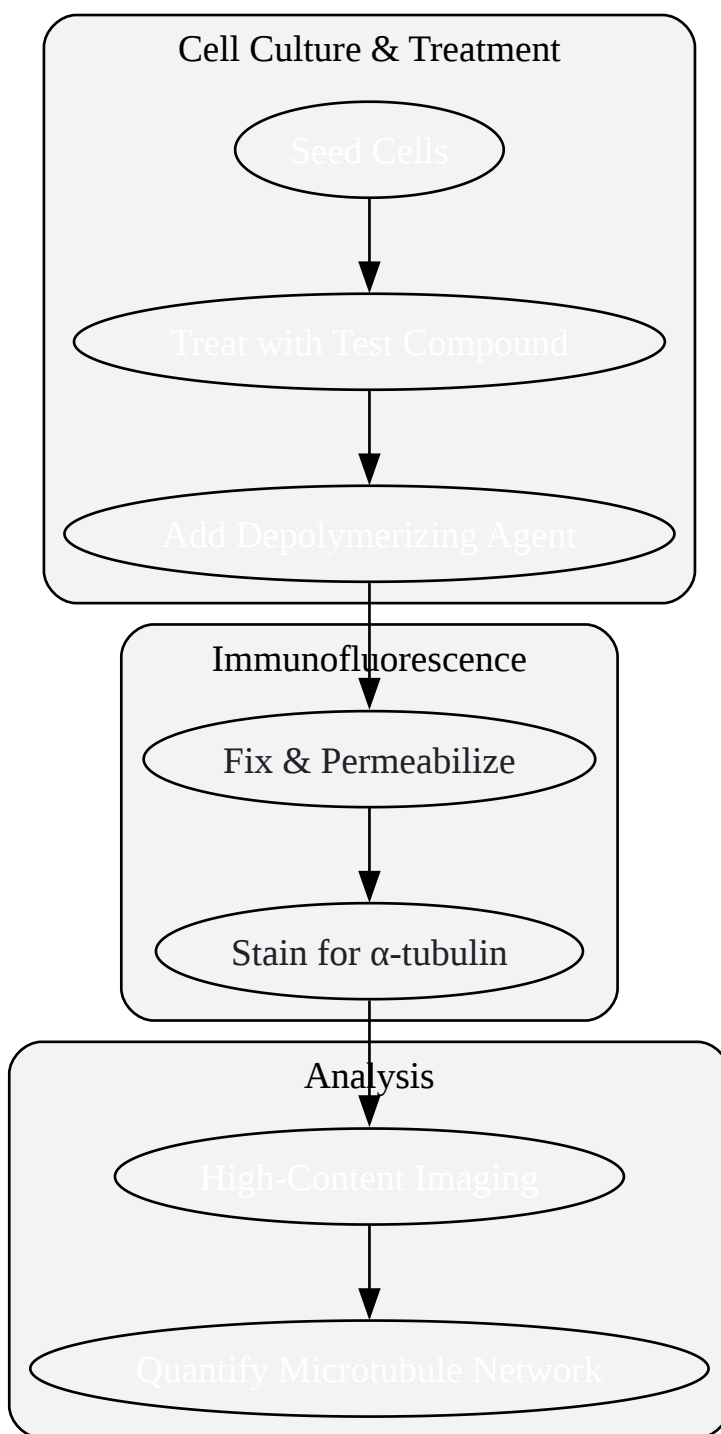 Cell Culture & Treatment
Seed Cells
Treat with Test Compound
Add Depolymerizing Agent
Immunofluorescence
Fix & Permeabilize
Stain for α-tubulin
Analysis
High-Content Imaging
Quantify Microtubule Network